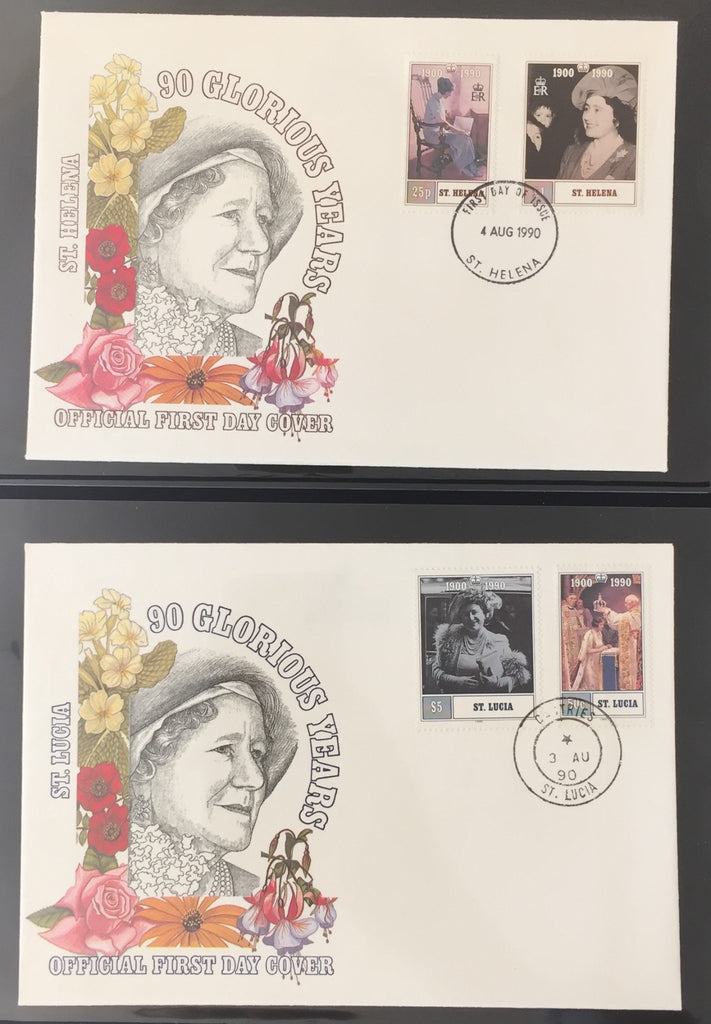 90 GLORIOUS YEARS
ST. HELENA
OFFICIAL FIRST DAY COVER
1900 1990
E R
25p ST. HELENA
1900 1990
E R
ST. HELENA
FIRST DAY OF ISSUE
4 AUG 1990
ST. HELENA
90 GLORIOUS YEARS
ST. LUCIA
OFFICIAL FIRST DAY COVER
1900 1990
$5 ST. LUCIA
1900 1990
ST. LUCIA
3 AU
90
ST. LUCIA